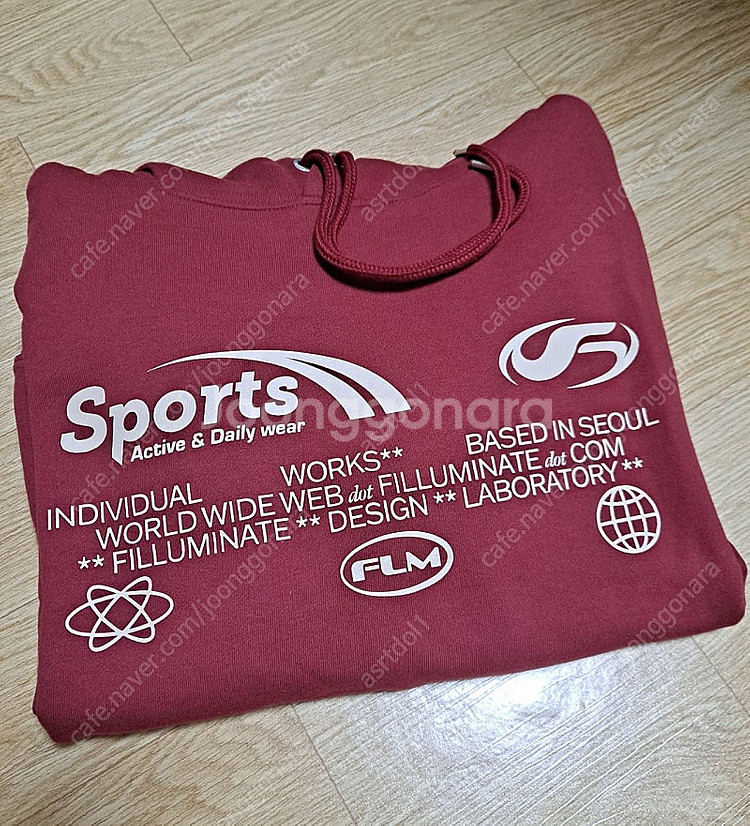 Sports
Active & Daily wear
INDIVIDUAL WORKS** BASED IN SEOUL
WORLD WIDE WEB dot FILLUMINATE dot COM
** FILLUMINATE ** DESIGN ** LABORATORY **
FLM
joonggonara
cafe.naver.com/joonggonara
asrtdol1